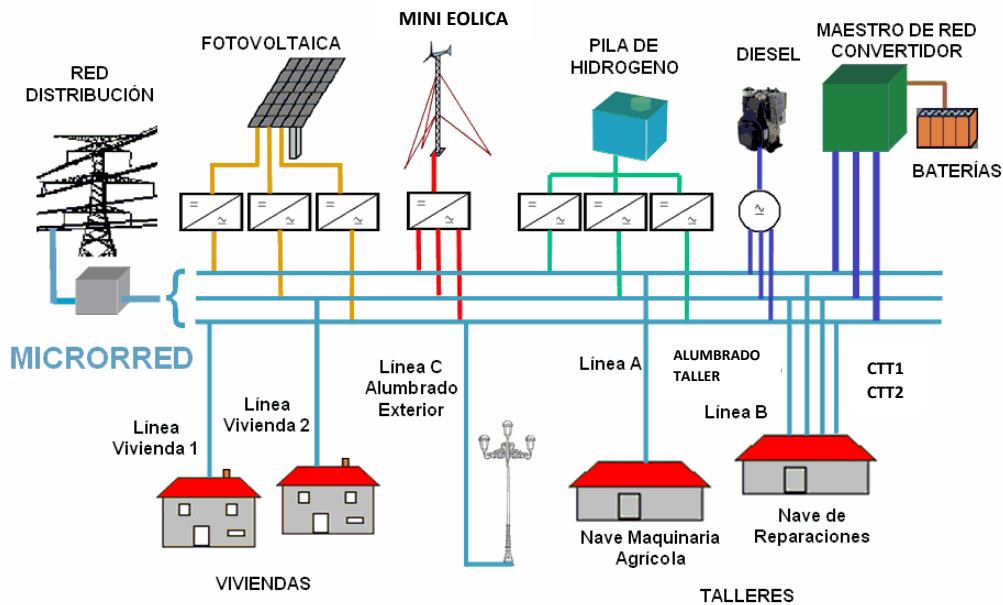 MINI EOLICA
MAESTRO DE RED
CONVERTIDOR
FOTOVOLTAICA
PILA DE
HIDROGENO
DIESEL
RED
DISTRIBUCIÓN
BATERÍAS
MICRORRED
Línea C
Alumbrado
Exterior
Línea A
ALUMBRADO
TALLER
CTT1
CTT2
Línea
Vivienda 1
Línea
Vivienda 2
Línea B
Nave Maquinaria
Agrícola
Nave de
Reparaciones
VIVIENDAS
TALLERES